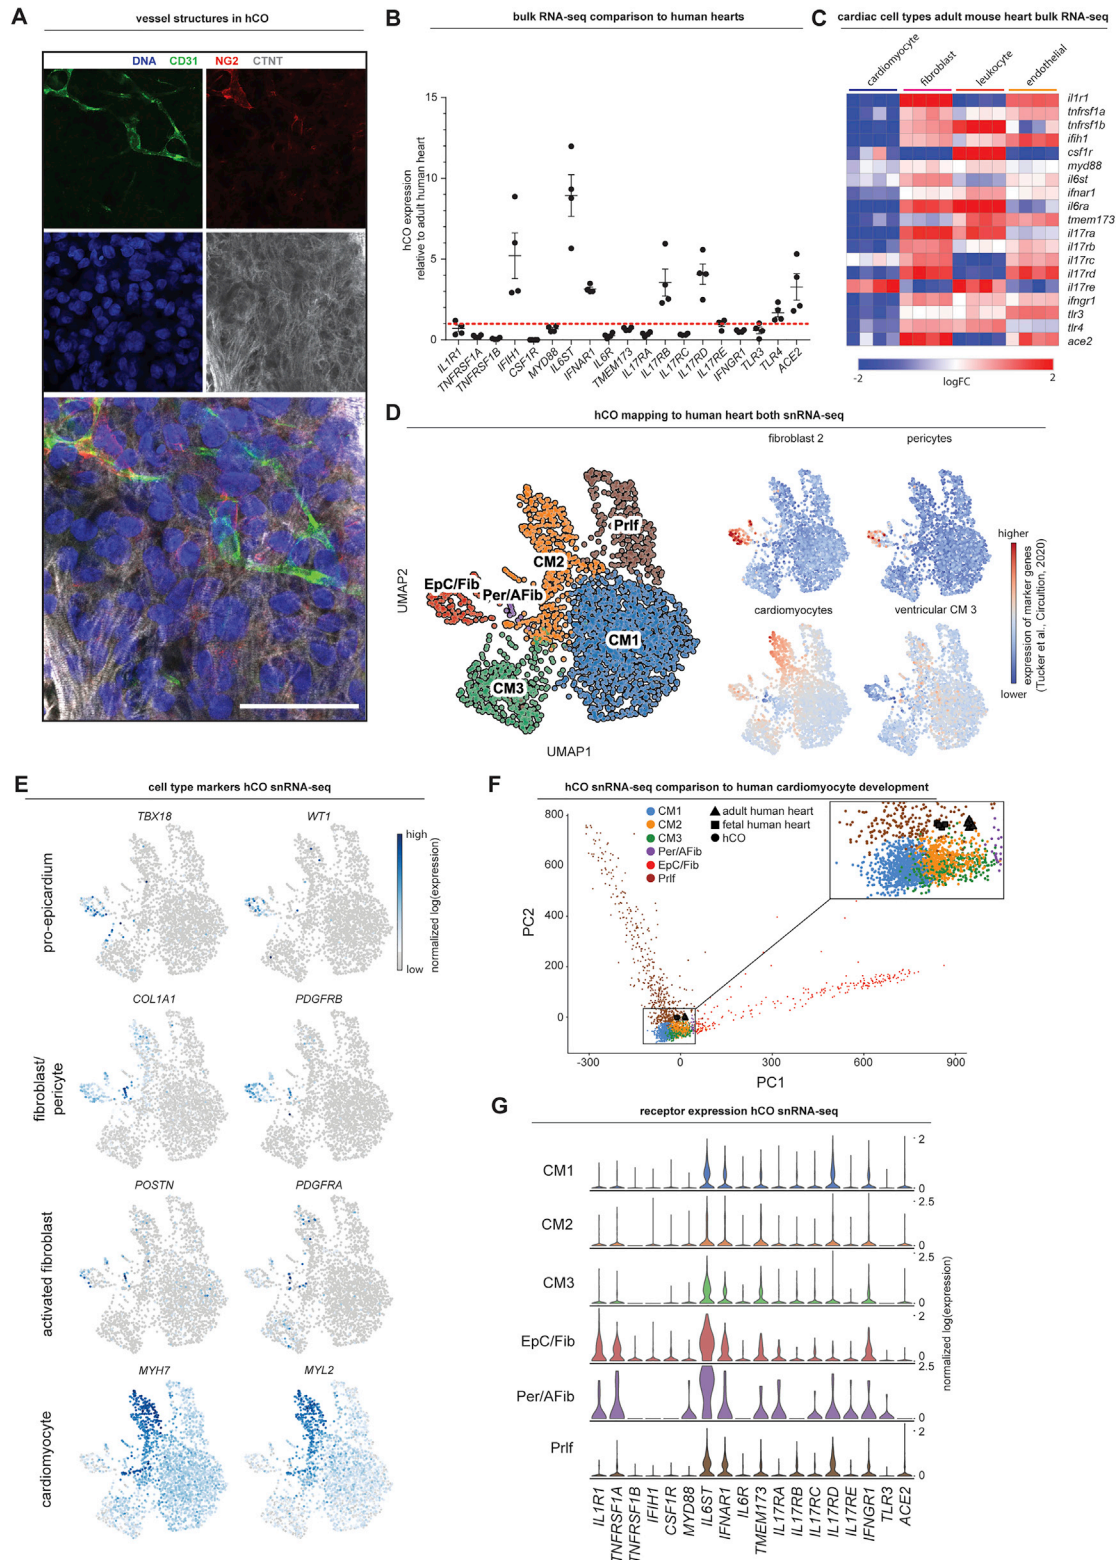 A
vessel structures in hCO
DNA CD31 NG2 CTNT
B
bulk RNA-seq comparison to human hearts
hCO expression
relative to adult human heart
15
10
5
0
IL1R1
TNFRSF1A
TNFRSF1B
IFIH1
CSF1R
MYD88
IL6ST
IFNAR1
IL6R
TMEM173
IL17RA
IL17RB
IL17RC
IL17RD
IL17RE
IFNGR1
TLR3
TLR4
ACE2
C
cardiac cell types adult mouse heart bulk RNA-seq
cardiomyocyte
fibroblast
leukocyte
endothelial
il1r1
tnfrsf1a
tnfrsf1b
ifih1
csf1r
myd88
il6st
ifnar1
il6ra
tmem173
il17ra
il17rb
il17rc
il17rd
il17re
ifngr1
tlr3
tlr4
ace2
-2
2
logFC
D
hCO mapping to human heart both snRNA-seq
UMAP2
UMAP1
Prlf
CM2
EpC/Fib
Per/AFib
CM1
CM3
fibroblast 2
pericytes
cardiomyocytes
ventricular CM 3
higher
lower
expression of marker genes
(Tucker et al., Circultion, 2020)
E
cell type markers hCO snRNA-seq
TBX18
WT1
pro-epicardium
high
low
normalized log(expression)
COL1A1
PDGFRB
fibroblast/
pericyte
POSTN
PDGFRA
activated fibroblast
MYH7
MYL2
cardiomyocyte
F
hCO snRNA-seq comparison to human cardiomyocyte development
CM1
CM2
CM3
Per/AFib
EpC/Fib
Prlf
adult human heart
fetal human heart
hCO
PC2
800
600
400
200
0
-300
0
300
600
900
PC1
G
receptor expression hCO snRNA-seq
CM1
2
0
CM2
2.5
0
CM3
2.5
0
EpC/Fib
2
0
Per/AFib
2.5
0
Prlf
2
0
normalized log(expression)
IL1R1
TNFRSF1A
TNFRSF1B
IFIH1
CSF1R
MYD88
IL6ST
IFNAR1
IL6R
TMEM173
IL17RA
IL17RB
IL17RC
IL17RD
IL17RE
IFNGR1
TLR3
ACE2